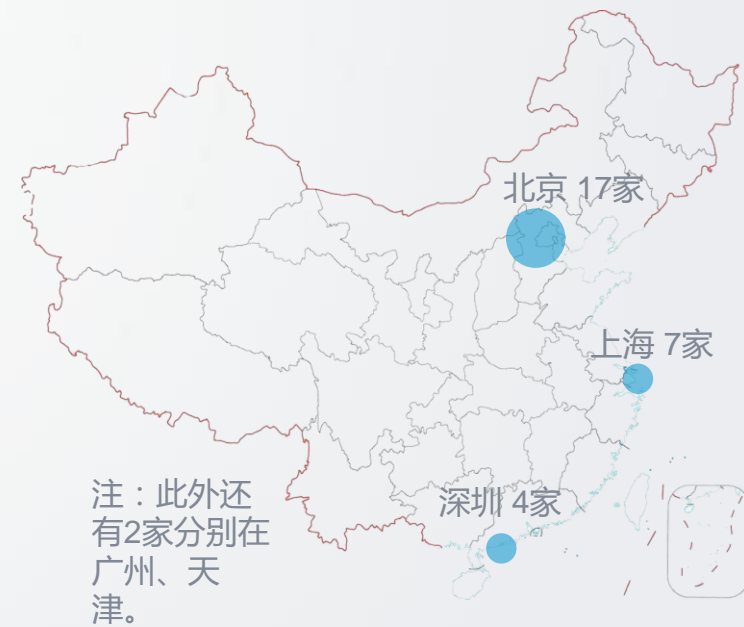 北京 17家
上海 7家
深圳 4家
注：此外还
有2家分别在
广州、天
津。